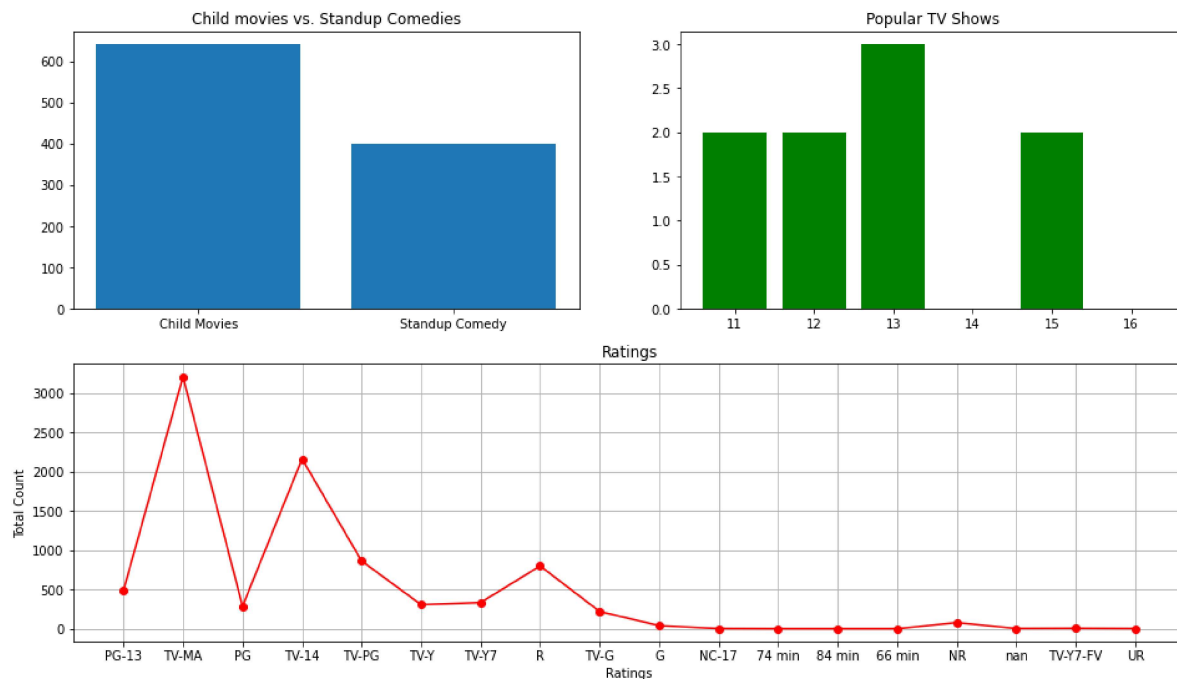 Child movies vs. Standup Comedies
600
500
400
300
200
100
0
Child Movies Standup Comedy
Popular TV Shows
3.0
2.5
2.0
1.5
1.0
0.5
0.0
11 12 13 14 15 16
Ratings
Total Count
3000
2500
2000
1500
1000
500
0
PG-13 TV-MA PG TV-14 TV-PG TV-Y TV-Y7 R TV-G G NC-17 74 min 84 min 66 min NR nan TV-Y7-FV UR
Ratings